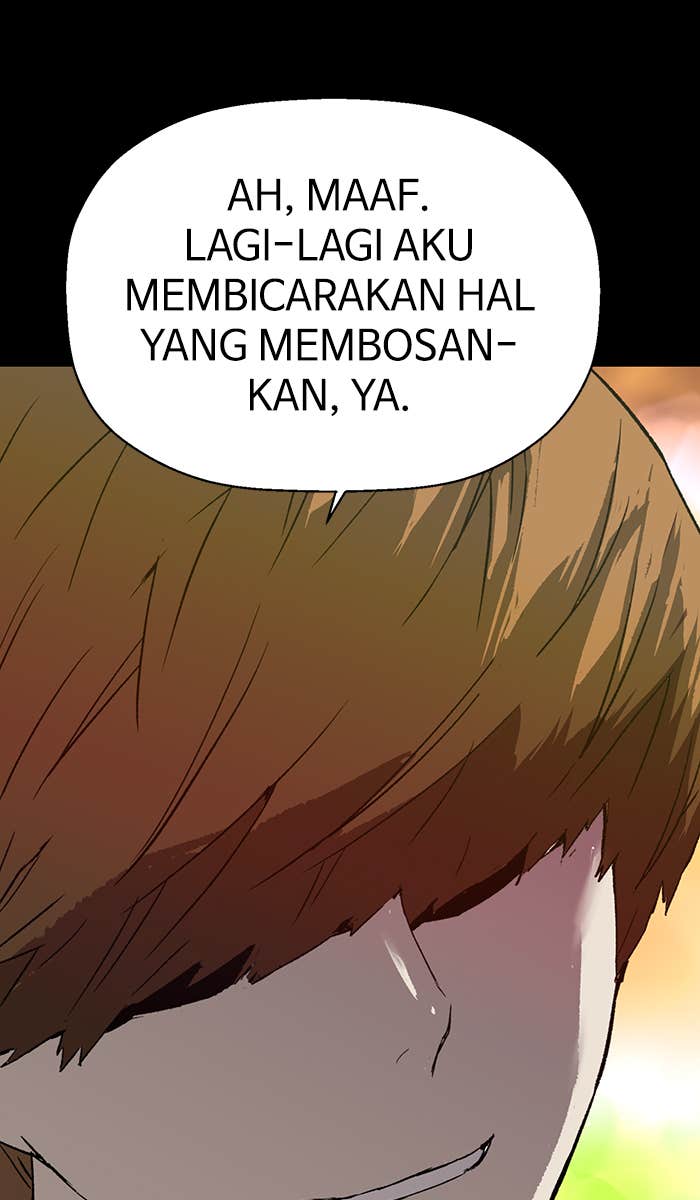 AH, MAAF.
LAGI-LAGI AKU
MEMBICARAKAN HAL
YANG MEMBOSAN-
KAN, YA.